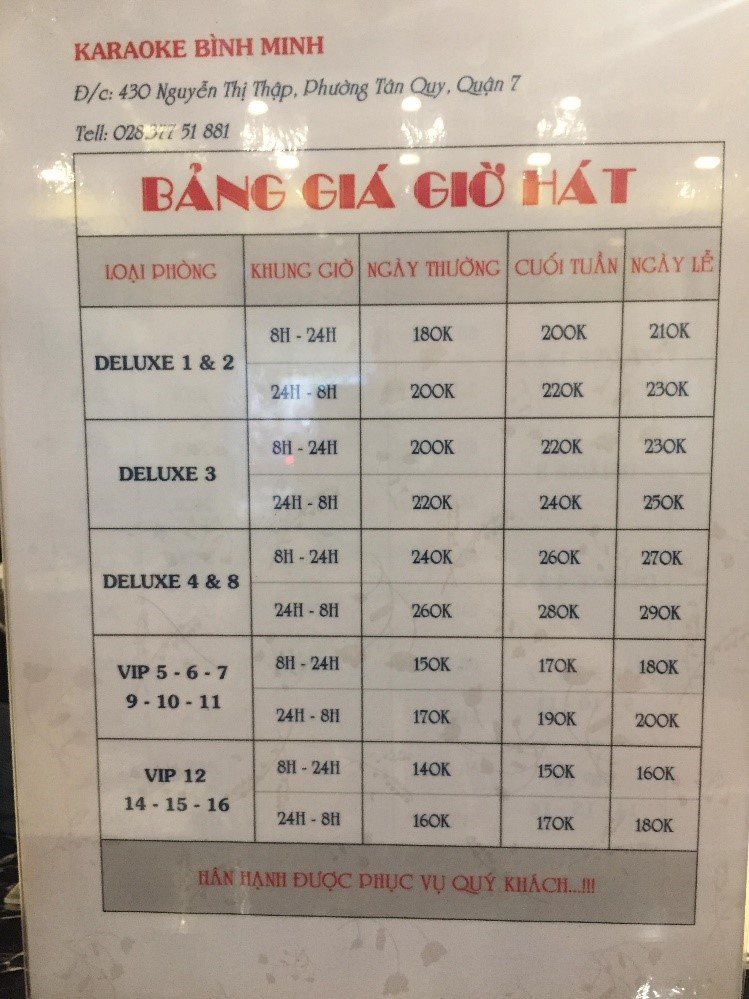 KARAOKE BÌNH MINH
Đ/c: 430 Nguyễn Thị Thập, Phường Tân Quy, Quận 7
Tell: 028 377 51 881
BẢNG GIÁ GIỜ HÁT
LOẠI PHÒNG KHUNG GIỜ NGÀY THƯỜNG CUỐI TUẦN NGÀY LỄ
DELUXE 1 & 2
8H - 24H 180K 200K 210K
24H - 8H 200K 220K 230K
DELUXE 3
8H - 24H 200K 220K 230K
24H - 8H 220K 240K 250K
DELUXE 4 & 8
8H - 24H 240K 260K 270K
24H - 8H 260K 280K 290K
VIP 5 - 6 - 7
9 - 10 - 11
8H - 24H 150K 170K 180K
24H - 8H 170K 190K 200K
VIP 12
14 - 15 - 16
8H - 24H 140K 150K 160K
24H - 8H 160K 170K 180K
HÂN HẠNH ĐƯỢC PHỤC VỤ QUÝ KHÁCH...!!!